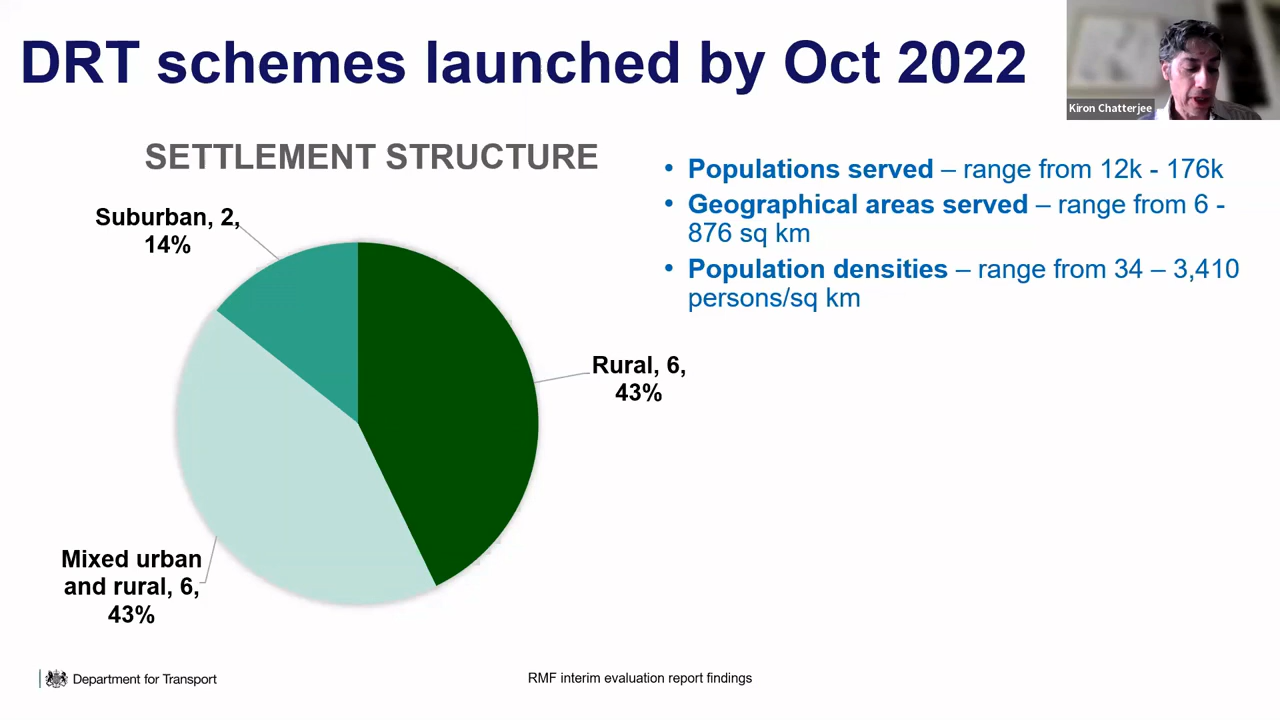 DRT schemes launched by Oct 2022
Kiron Chatterjee
SETTLEMENT STRUCTURE
Suburban, 2,
14%
Rural, 6,
43%
Mixed urban
and rural, 6,
43%
• Populations served – range from 12k - 176k
• Geographical areas served – range from 6 -
876 sq km
• Population densities – range from 34 – 3,410
persons/sq km
Department for Transport
RMF interim evaluation report findings